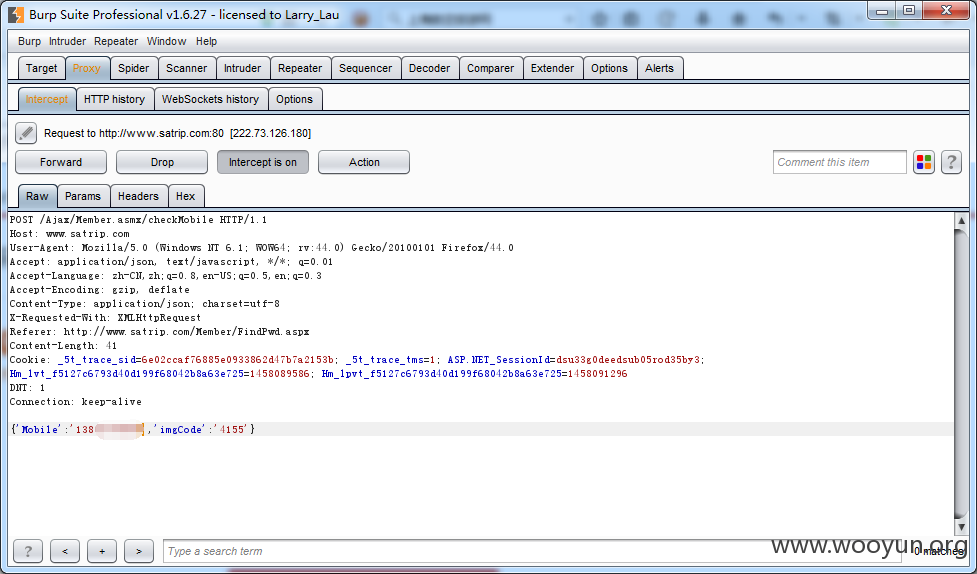 Burp Suite Professional v1.6.27 - licensed to Larry_Lau
Burp Intruder Repeater Window Help
Target Proxy Spider Scanner Intruder Repeater Sequencer Decoder Comparer Extender Options Alerts
Intercept HTTP history WebSockets history Options
Request to http://www.satrip.com:80 [222.73.126.180]
Forward Drop Intercept is on Action Comment this item ?
Raw Params Headers Hex
POST /Ajax/Member.asmx/checkMobile HTTP/1.1
Host: www.satrip.com
User-Agent: Mozilla/5.0 (Windows NT 6.1; WOW64; rv:44.0) Gecko/20100101 Firefox/44.0
Accept: application/json, text/javascript, */*; q=0.01
Accept-Language: zh-CN,zh;q=0.8,en-US;q=0.5,en;q=0.3
Accept-Encoding: gzip, deflate
Content-Type: application/json; charset=utf-8
X-Requested-With: XMLHttpRequest
Referer: http://www.satrip.com/Member/FindPwd.aspx
Content-Length: 41
Cookie: _5t_trace_sid=6e02ccaf76885e0933862d47b7a2153b; _5t_trace_tms=1; ASP.NET_SessionId=dsu33g0deedsub05rod35by3;
Hm_lvt_f5127c6793d40d199f68042b8a63e725=1458089586; Hm_lpvt_f5127c6793d40d199f68042b8a63e725=1458091296
DNT: 1
Connection: keep-alive
{'Mobile':'138 ,'imgCode':'4155'}
? < + > Type a search term 0 matches
www.wooyun.org